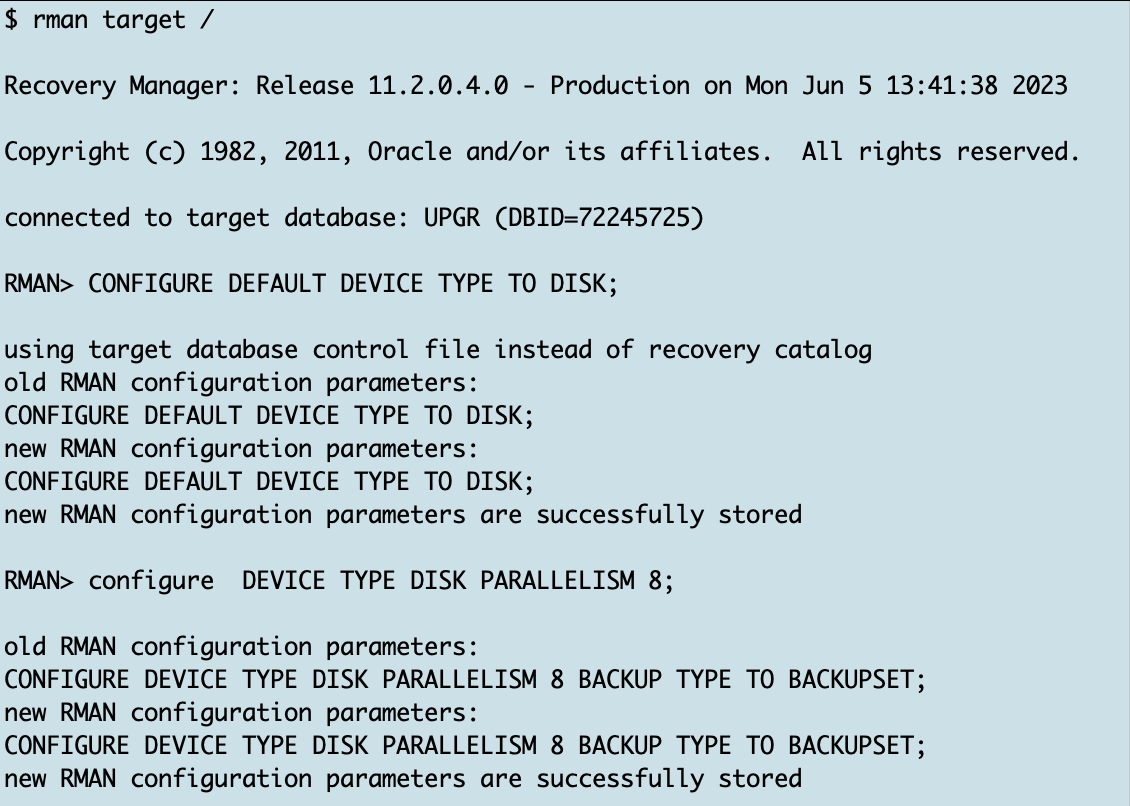 $ rman target /
Recovery Manager: Release 11.2.0.4.0 - Production on Mon Jun 5 13:41:38 2023
Copyright (c) 1982, 2011, Oracle and/or its affiliates.  All rights reserved.
connected to target database: UPGR (DBID=72245725)
RMAN> CONFIGURE DEFAULT DEVICE TYPE TO DISK;
using target database control file instead of recovery catalog
old RMAN configuration parameters:
CONFIGURE DEFAULT DEVICE TYPE TO DISK;
new RMAN configuration parameters:
CONFIGURE DEFAULT DEVICE TYPE TO DISK;
new RMAN configuration parameters are successfully stored
RMAN> configure  DEVICE TYPE DISK PARALLELISM 8;
old RMAN configuration parameters:
CONFIGURE DEVICE TYPE DISK PARALLELISM 8 BACKUP TYPE TO BACKUPSET;
new RMAN configuration parameters:
CONFIGURE DEVICE TYPE DISK PARALLELISM 8 BACKUP TYPE TO BACKUPSET;
new RMAN configuration parameters are successfully stored